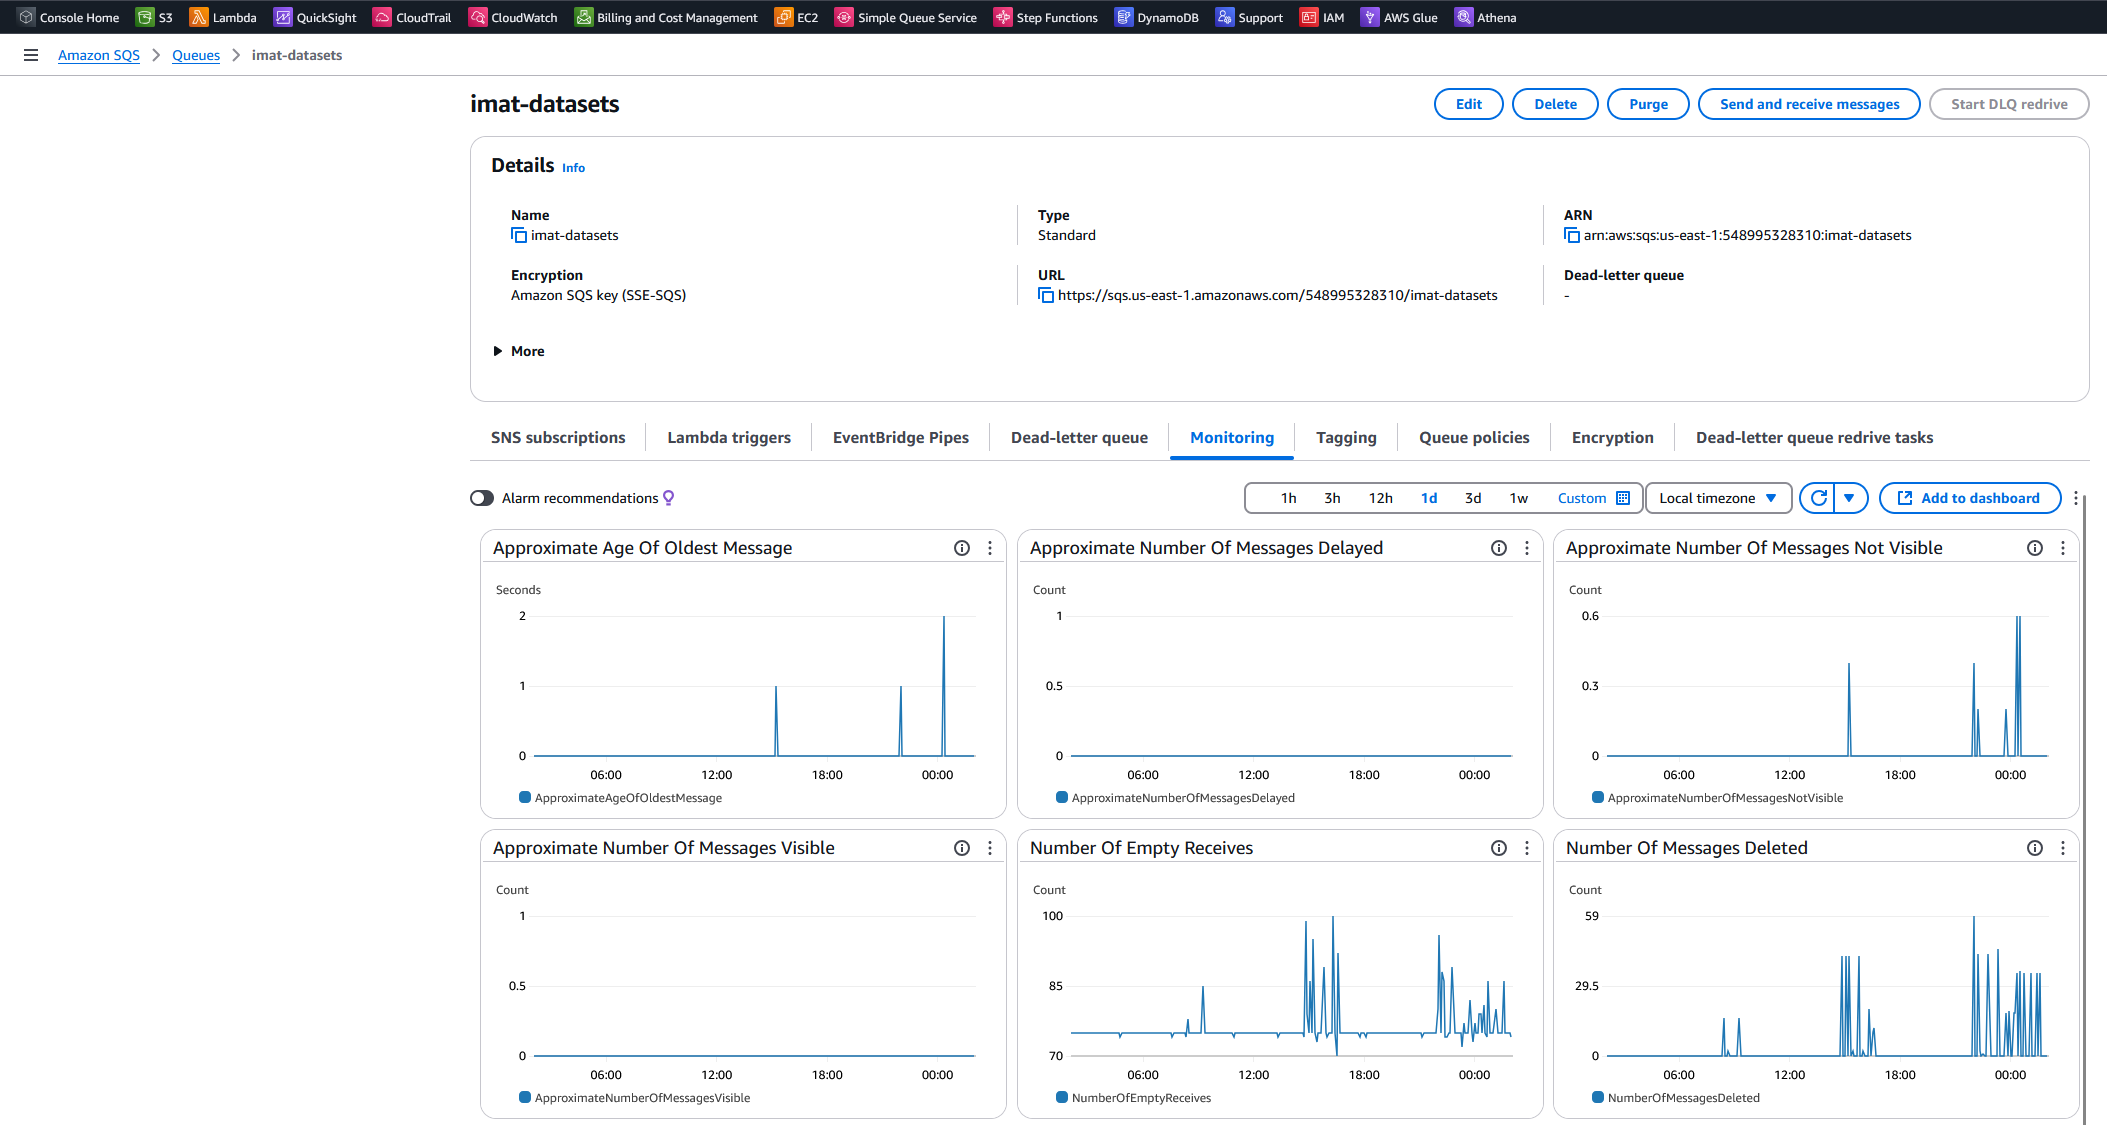 Console Home S3 Lambda QuickSight CloudTrail CloudWatch Billing and Cost Management EC2 Simple Queue Service Step Functions DynamoDB Support IAM AWS Glue Athena
Amazon SQS Queues imat-datasets
imat-datasets Edit Delete Purge Send and receive messages Start DLQ redrive
Details Info
Name Type ARN
imat-datasets Standard arn:aws:sqs:us-east-1:548995328310:imat-datasets
Encryption URL Dead-letter queue
Amazon SQS key (SSE-SQS) https://sqs.us-east-1.amazonaws.com/548995328310/imat-datasets -
More
SNS subscriptions Lambda triggers EventBridge Pipes Dead-letter queue Monitoring Tagging Queue policies Encryption Dead-letter queue redrive tasks
Alarm recommendations 1h 3h 12h 1d 3d 1w Custom Local timezone Add to dashboard
Approximate Age Of Oldest Message
Seconds
2
1
0
06:00 12:00 18:00 00:00
ApproximateAgeOfOldestMessage
Approximate Number Of Messages Delayed
Count
1
0.5
0
06:00 12:00 18:00 00:00
ApproximateNumberOfMessagesDelayed
Approximate Number Of Messages Not Visible
Count
0.6
0.3
0
06:00 12:00 18:00 00:00
ApproximateNumberOfMessagesNotVisible
Approximate Number Of Messages Visible
Count
1
0.5
0
06:00 12:00 18:00 00:00
ApproximateNumberOfMessagesVisible
Number Of Empty Receives
Count
100
85
70
06:00 12:00 18:00 00:00
NumberOfEmptyReceives
Number Of Messages Deleted
Count
59
29.5
0
06:00 12:00 18:00 00:00
NumberOfMessagesDeleted